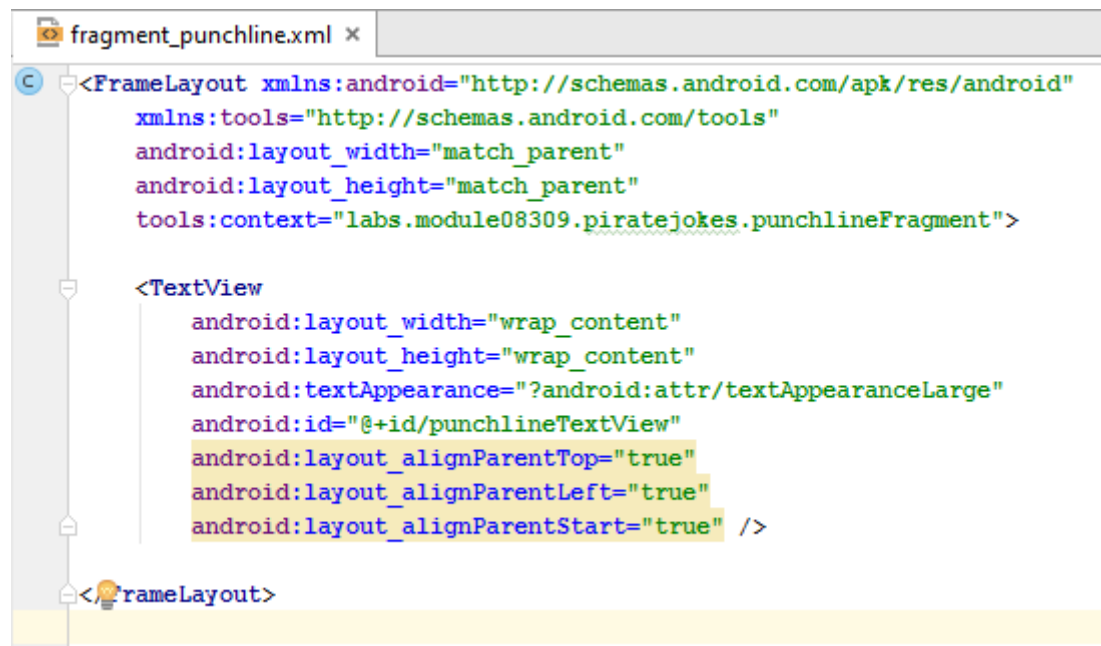 fragment_punchline.xml ×
C <FrameLayout xmlns:android="http://schemas.android.com/apk/res/android"
xmlns:tools="http://schemas.android.com/tools"
android:layout_width="match_parent"
android:layout_height="match_parent"
tools:context="labs.module08309.piratejokes.punchlineFragment">
<TextView
android:layout_width="wrap_content"
android:layout_height="wrap_content"
android:textAppearance="?android:attr/textAppearanceLarge"
android:id="@+id/punchlineTextView"
android:layout_alignParentTop="true"
android:layout_alignParentLeft="true"
android:layout_alignParentStart="true" />
</FrameLayout>